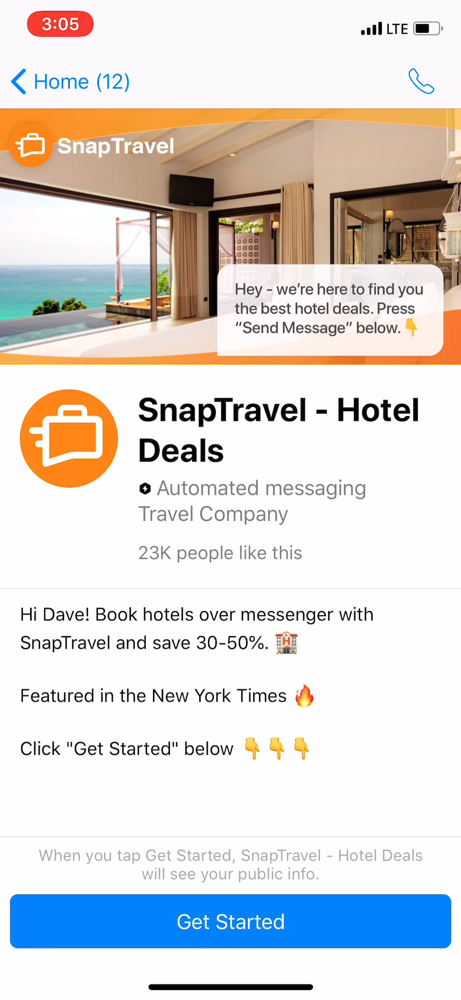 3:05
LTE
Home (12)
SnapTravel
Hey - we're here to find you
the best hotel deals. Press
"Send Message" below. 👇
SnapTravel - Hotel
Deals
Automated messaging
Travel Company
23K people like this
Hi Dave! Book hotels over messenger with
SnapTravel and save 30-50%. 🏨
Featured in the New York Times 🔥
Click "Get Started" below 👇 👇 👇
When you tap Get Started, SnapTravel - Hotel Deals
will see your public info.
Get Started